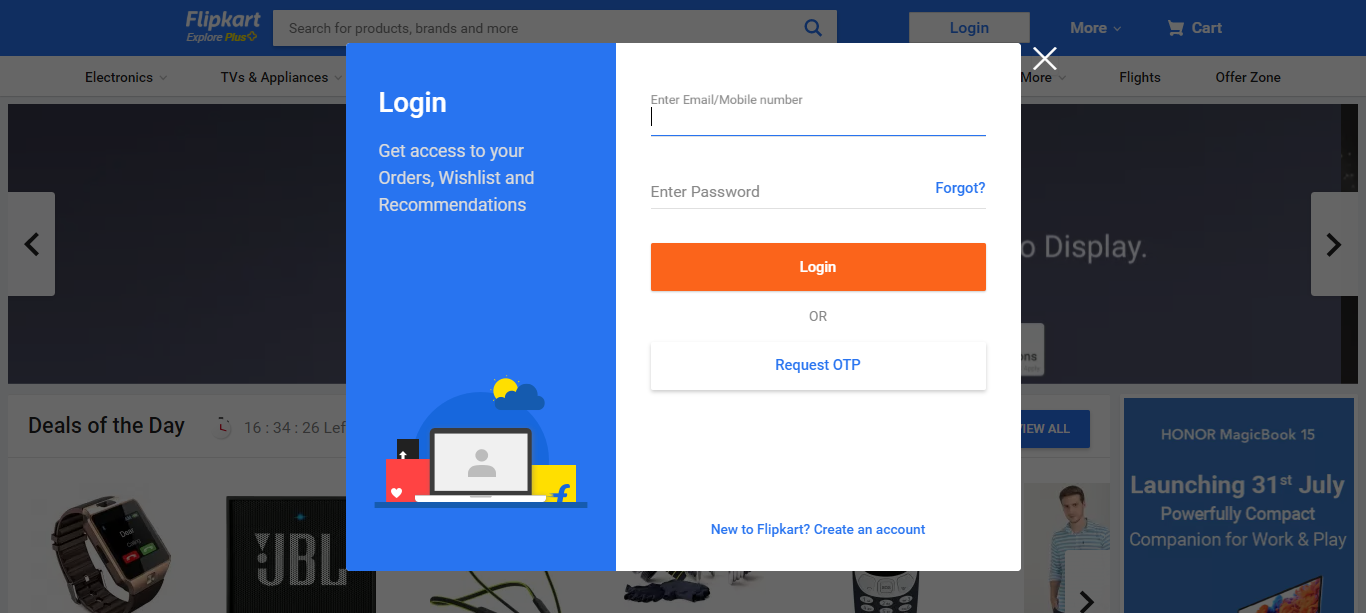 Flipkart
Explore Plus
Search for products, brands and more
Login
More
Cart
Electronics
TVs & Appliances
More
Flights
Offer Zone
Login
Get access to your
Orders, Wishlist and
Recommendations
Enter Email/Mobile number
Enter Password
Forgot?
Login
OR
Request OTP
New to Flipkart? Create an account
o Display.
ns
Deals of the Day
16 : 34 : 26 Lef
VIEW ALL
HONOR MagicBook 15
Launching 31st July
Powerfully Compact
Companion for Work & Play
JBL